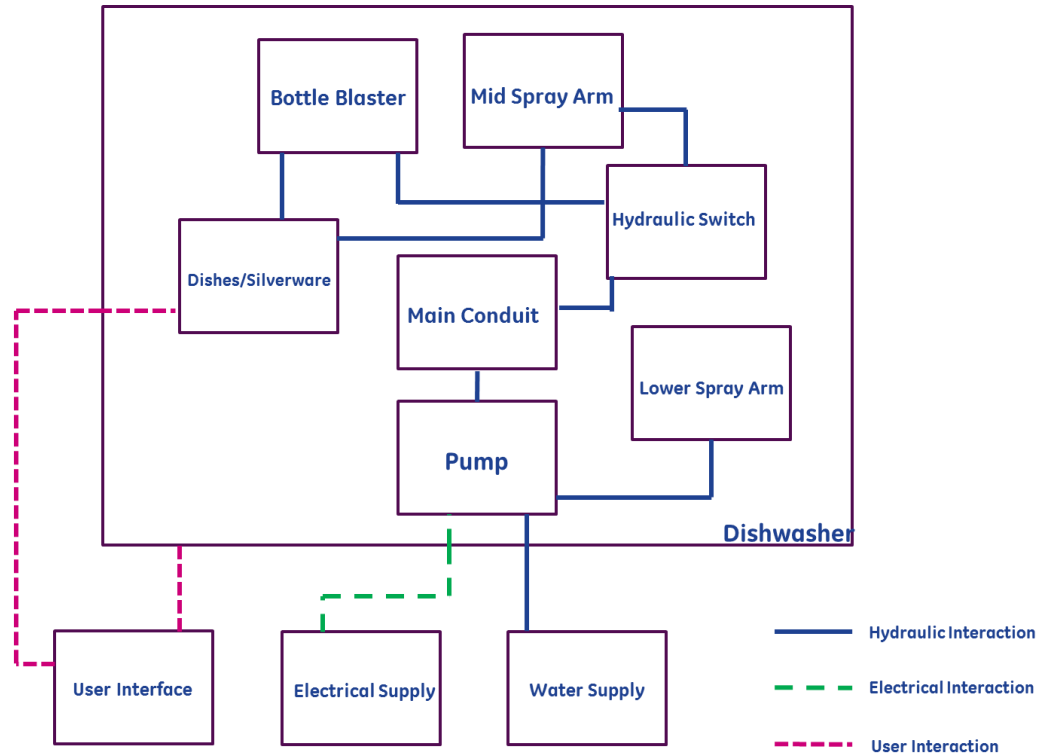 Bottle Blaster
Mid Spray Arm
Hydraulic Switch
Dishes/Silverware
Main Conduit
Lower Spray Arm
Pump
Dishwasher
User Interface
Electrical Supply
Water Supply
Hydraulic Interaction
Electrical Interaction
User Interaction